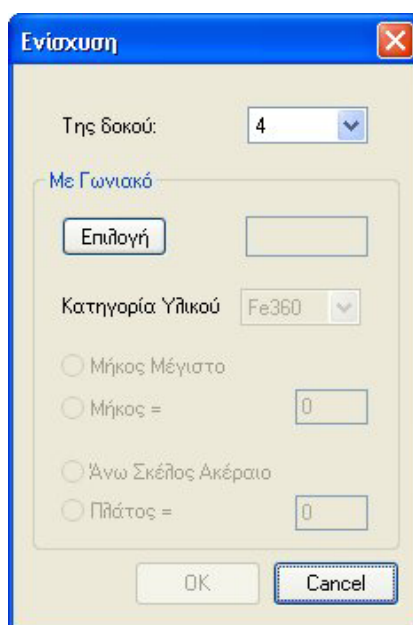 Ενίσχυση
Της δοκού: 4
Με Γωνιακό
Επιλογή
Κατηγορία Υλικού Fe360
Μήκος Μέγιστο
Μήκος = 0
Άνω Σκέλος Ακέραιο
Πλάτος = 0
OK Cancel